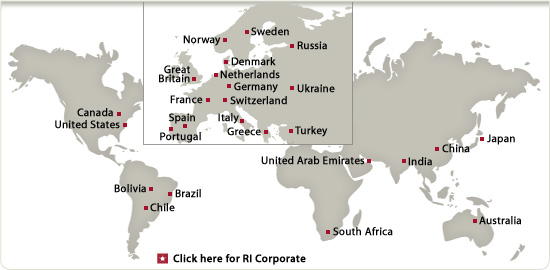 Sweden
Norway
Russia
Denmark
Great
Britain
Netherlands
Germany
Ukraine
France
Switzerland
Canada
United States
Spain
Portugal
Italy
Greece
Turkey
Japan
China
United Arab Emirates
India
Bolivia
Brazil
Chile
Australia
South Africa
Click here for RI Corporate